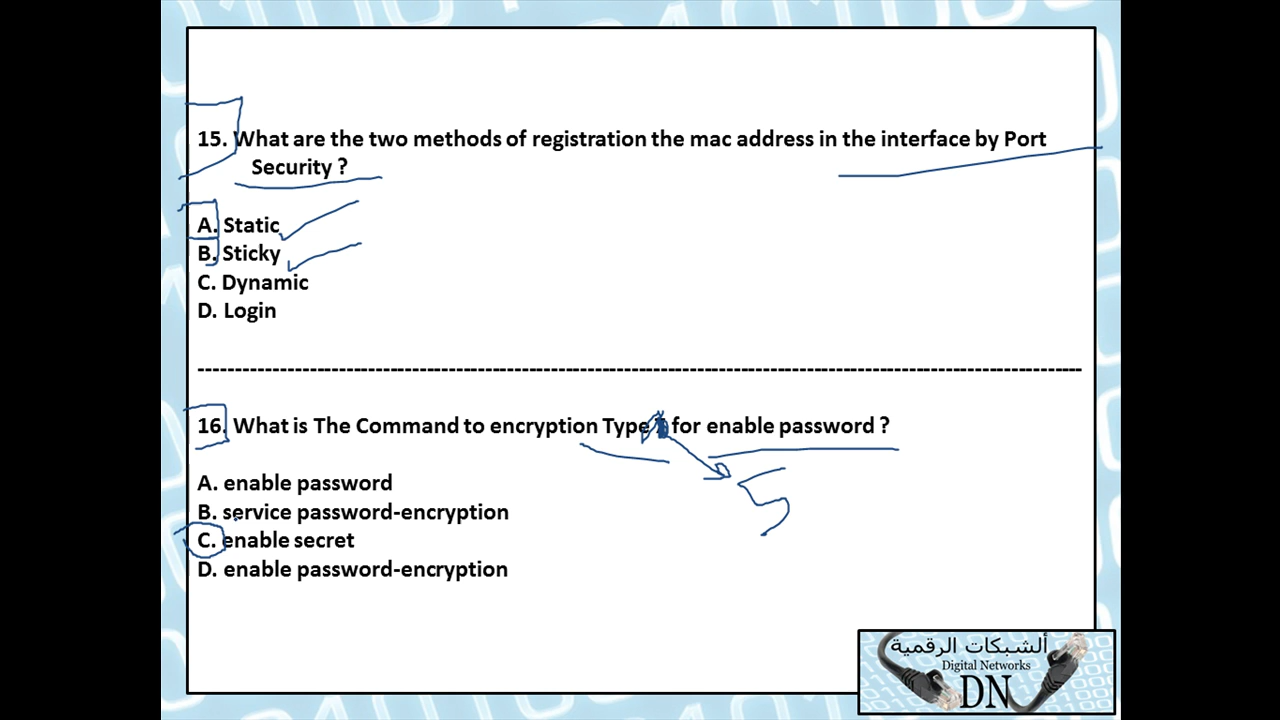 15. What are the two methods of registration the mac address in the interface by Port
Security ?
A. Static
B. Sticky
C. Dynamic
D. Login
16. What is The Command to encryption Type for enable password ?
5
A. enable password
B. service password-encryption
C. enable secret
D. enable password-encryption
ألشبكات الرقمية
Digital Networks
DN